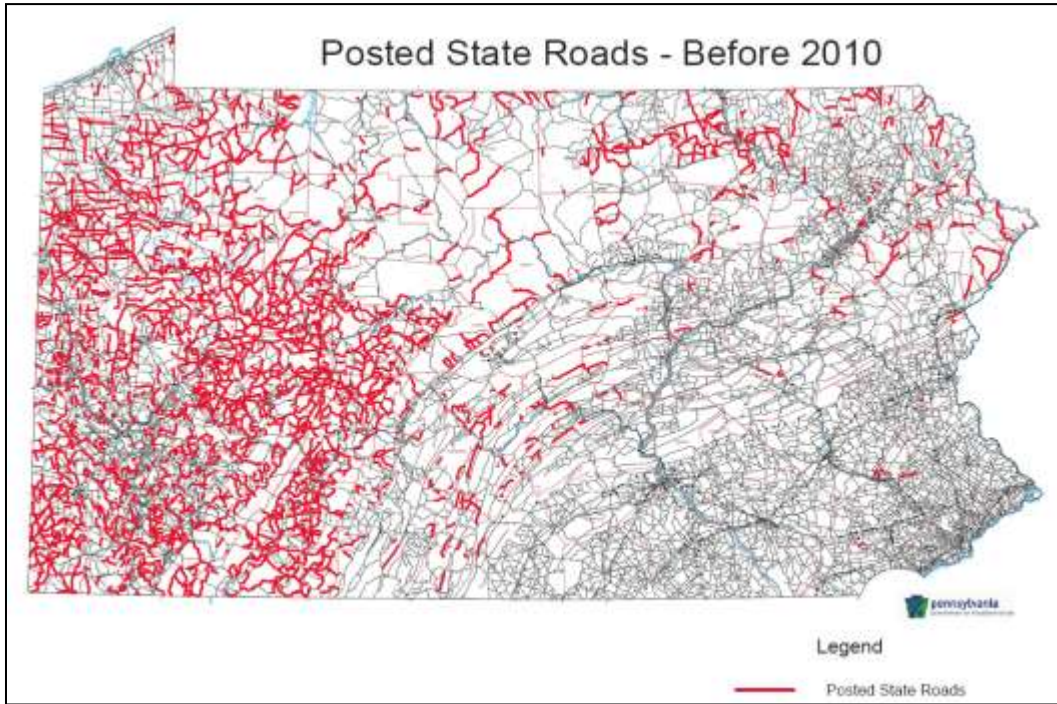 Posted State Roads - Before 2010
pennsylvania
Legend
Posted State Roads